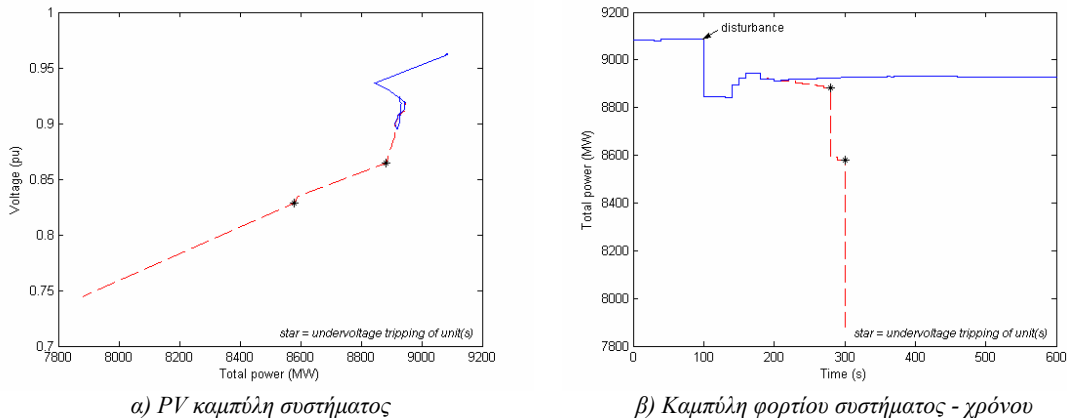 1
0.95
0.9
0.85
0.8
0.75
0.7
Voltage (pu)
star = undervoltage tripping of unit(s)
7800 8000 8200 8400 8600 8800 9000 9200
Total power (MW)
α) PV καμπύλη συστήματος
9200
9000
8800
8600
8400
8200
8000
7800
Total power (MW)
disturbance
star = undervoltage tripping of unit(s)
0 100 200 300 400 500 600
Time (s)
β) Καμπύλη φορτίου συστήματος - χρόνου